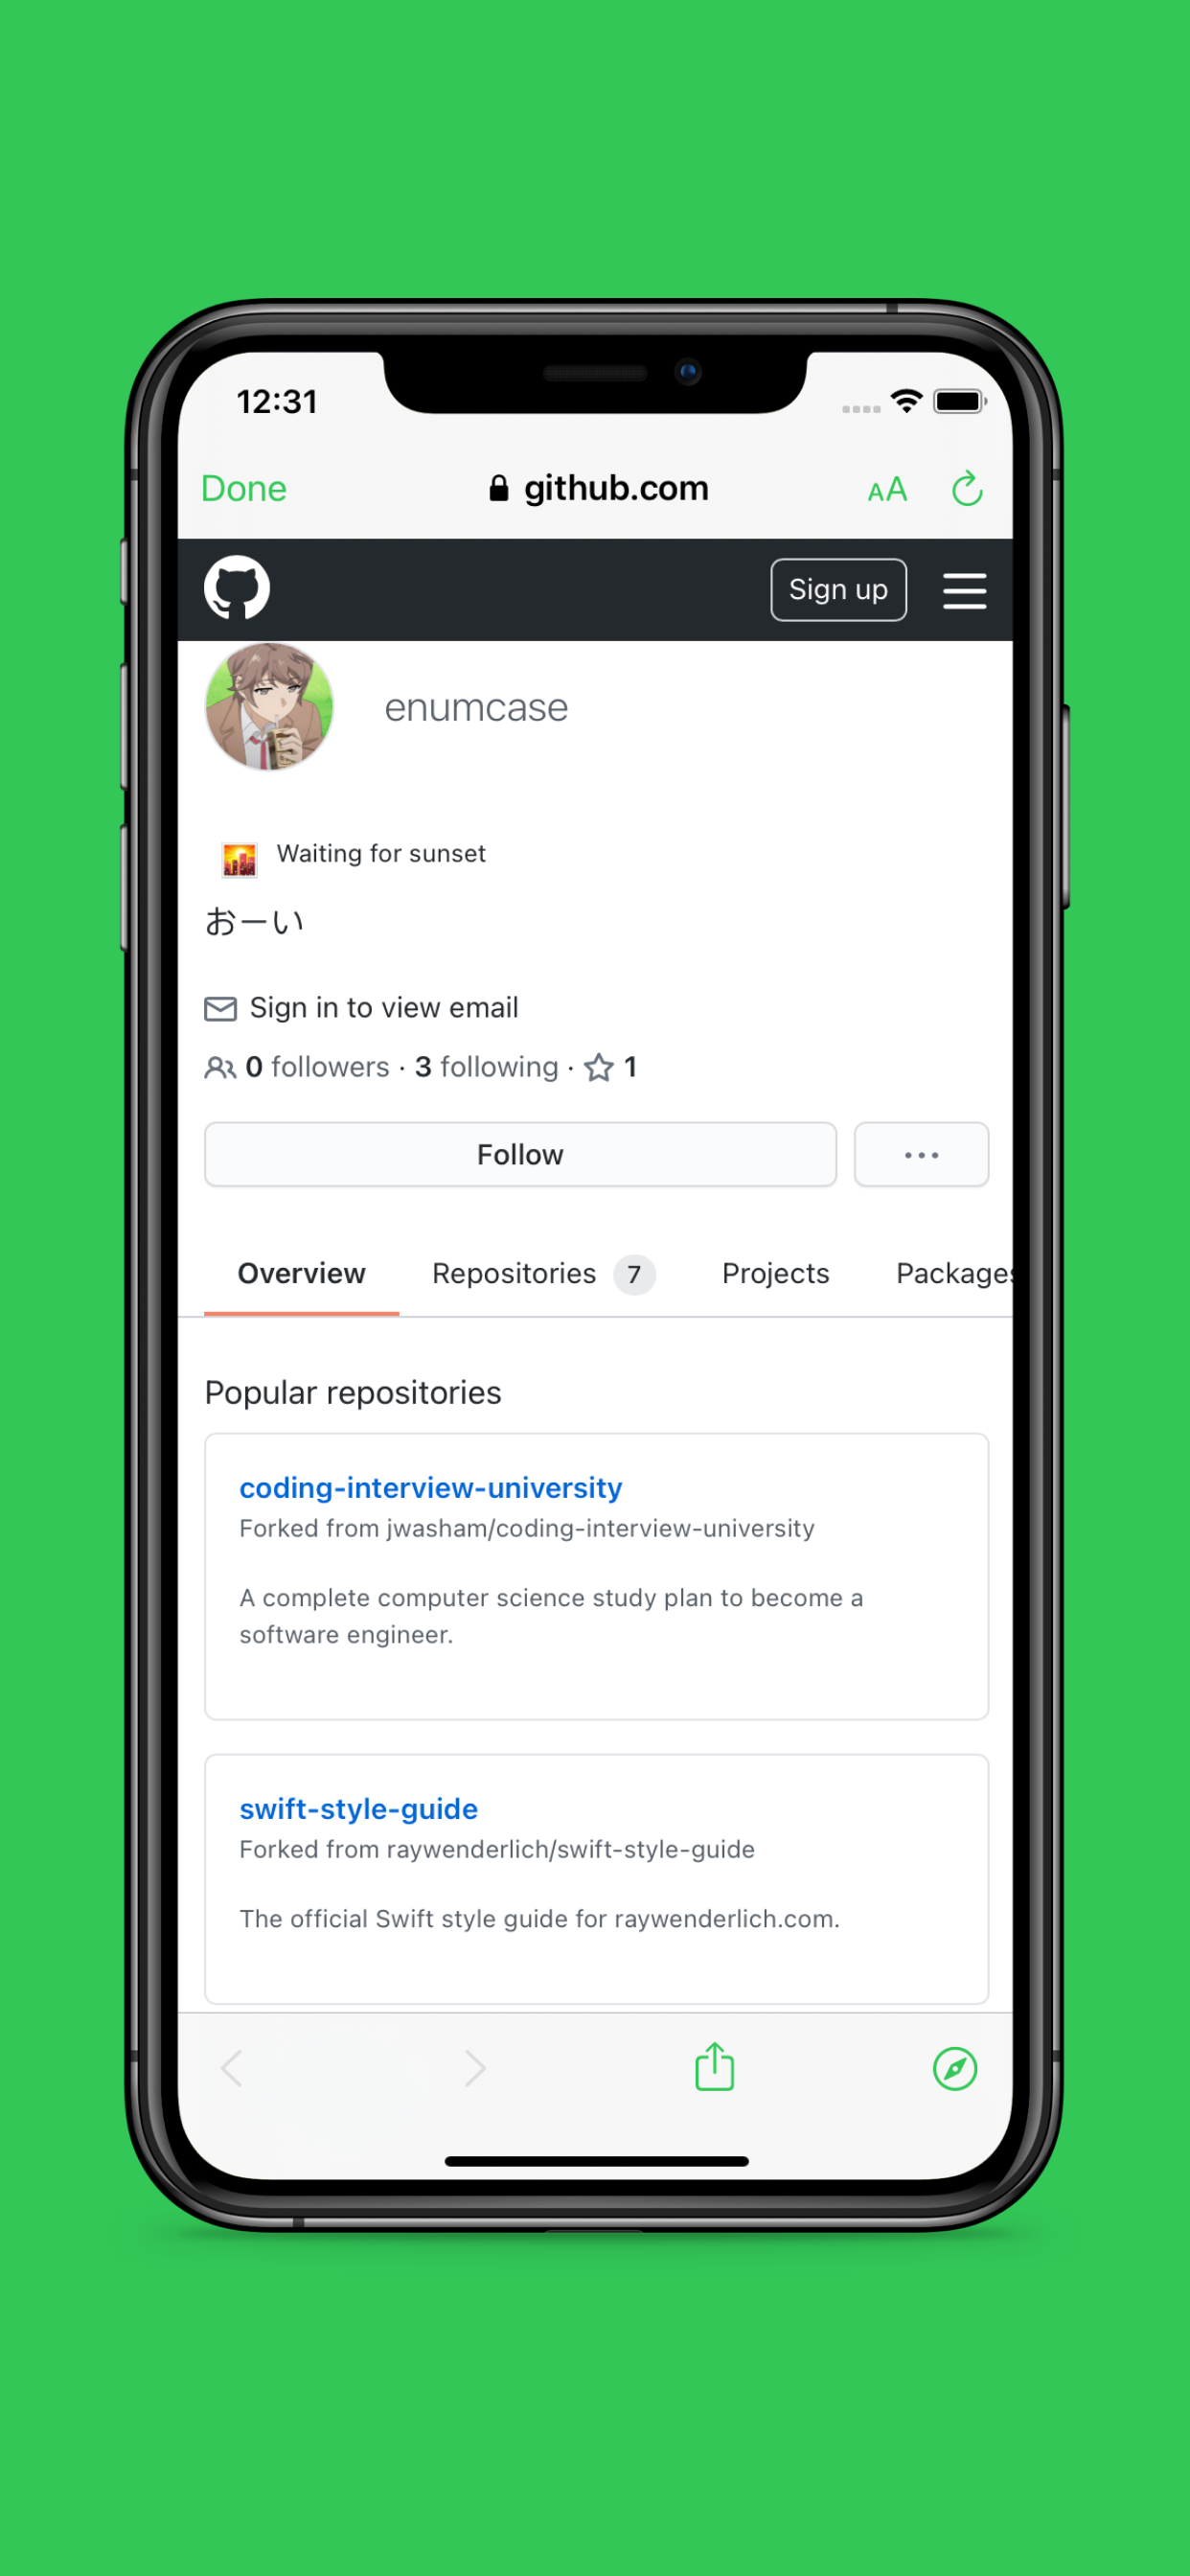 12:31
Done github.com AA
Sign up
enumcase
Waiting for sunset
おーい
Sign in to view email
0 followers · 3 following · 1
Follow ...
Overview Repositories 7 Projects Packages
Popular repositories
coding-interview-university
Forked from jwasham/coding-interview-university
A complete computer science study plan to become a
software engineer.
swift-style-guide
Forked from raywenderlich/swift-style-guide
The official Swift style guide for raywenderlich.com.